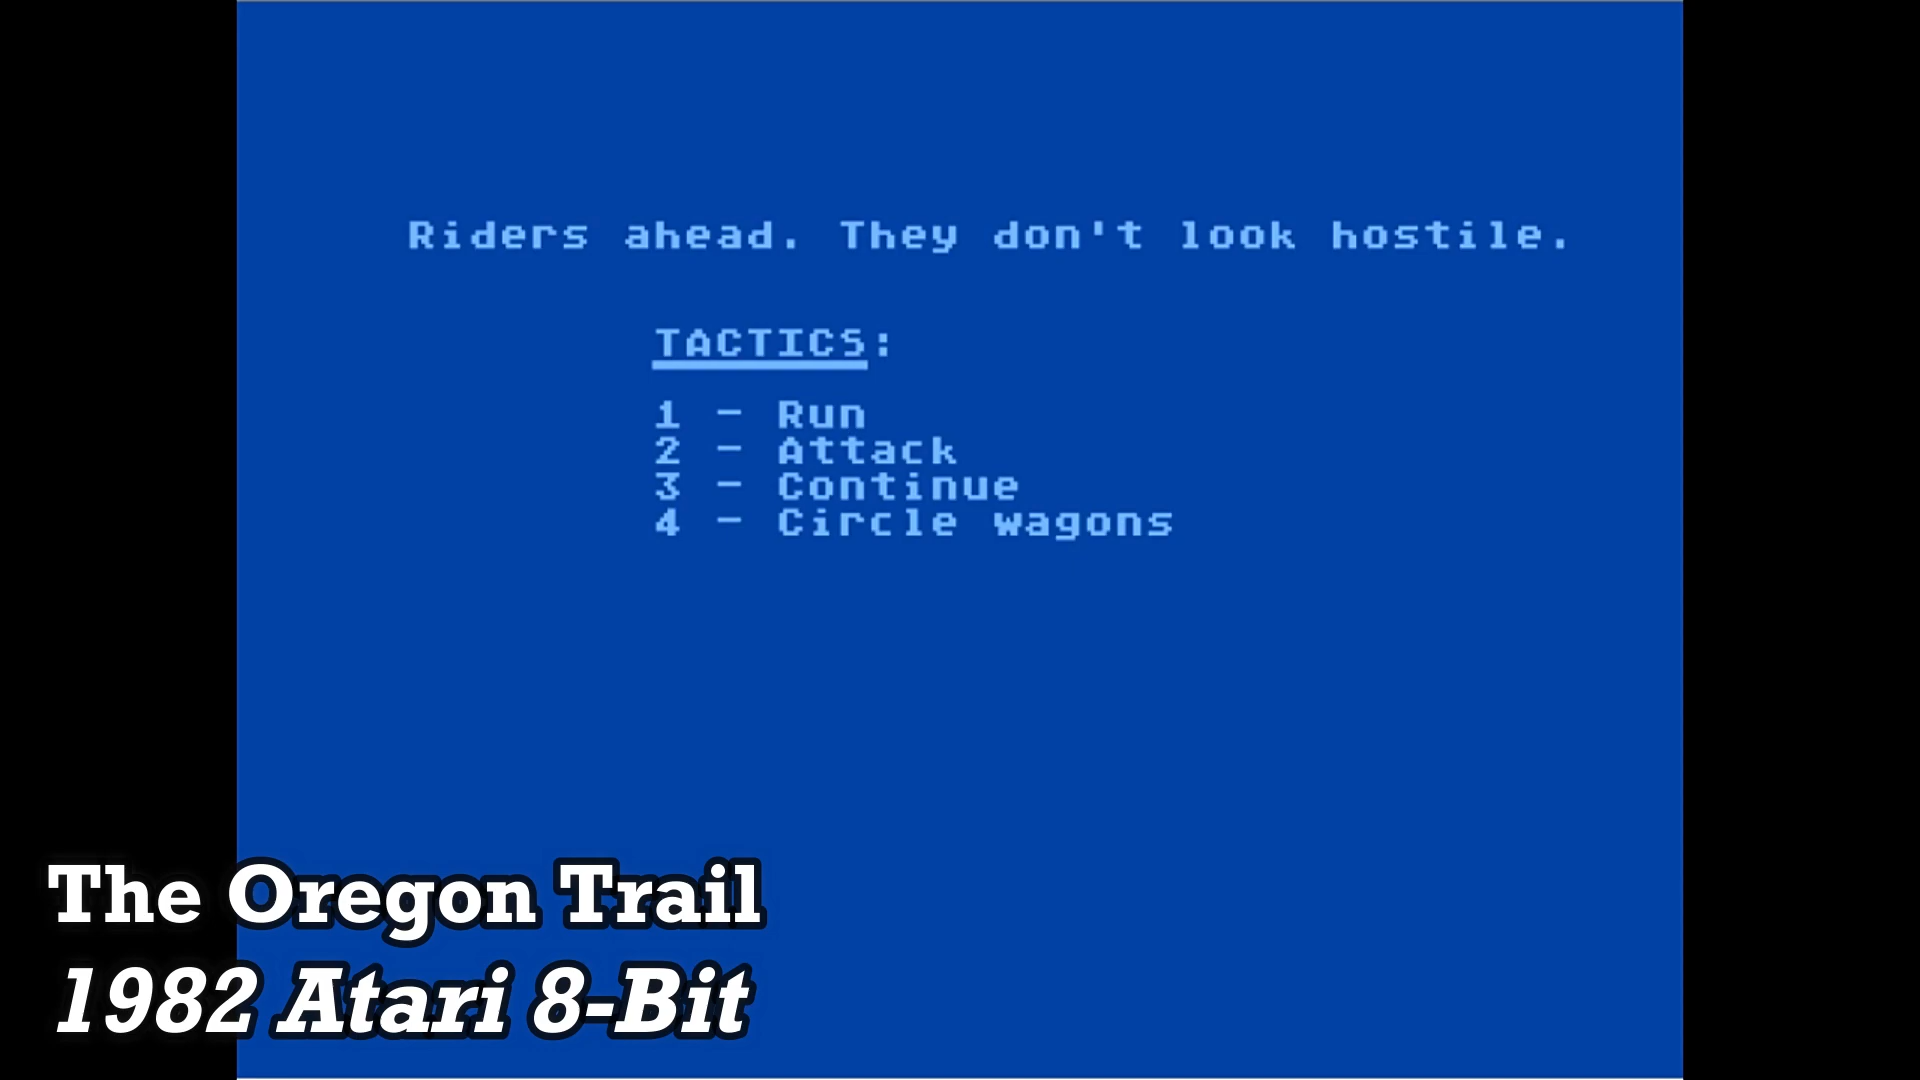 Riders ahead. They don't look hostile.
TACTICS:
1 - Run
2 - Attack
3 - Continue
4 - Circle wagons
The Oregon Trail
1982 Atari 8-Bit